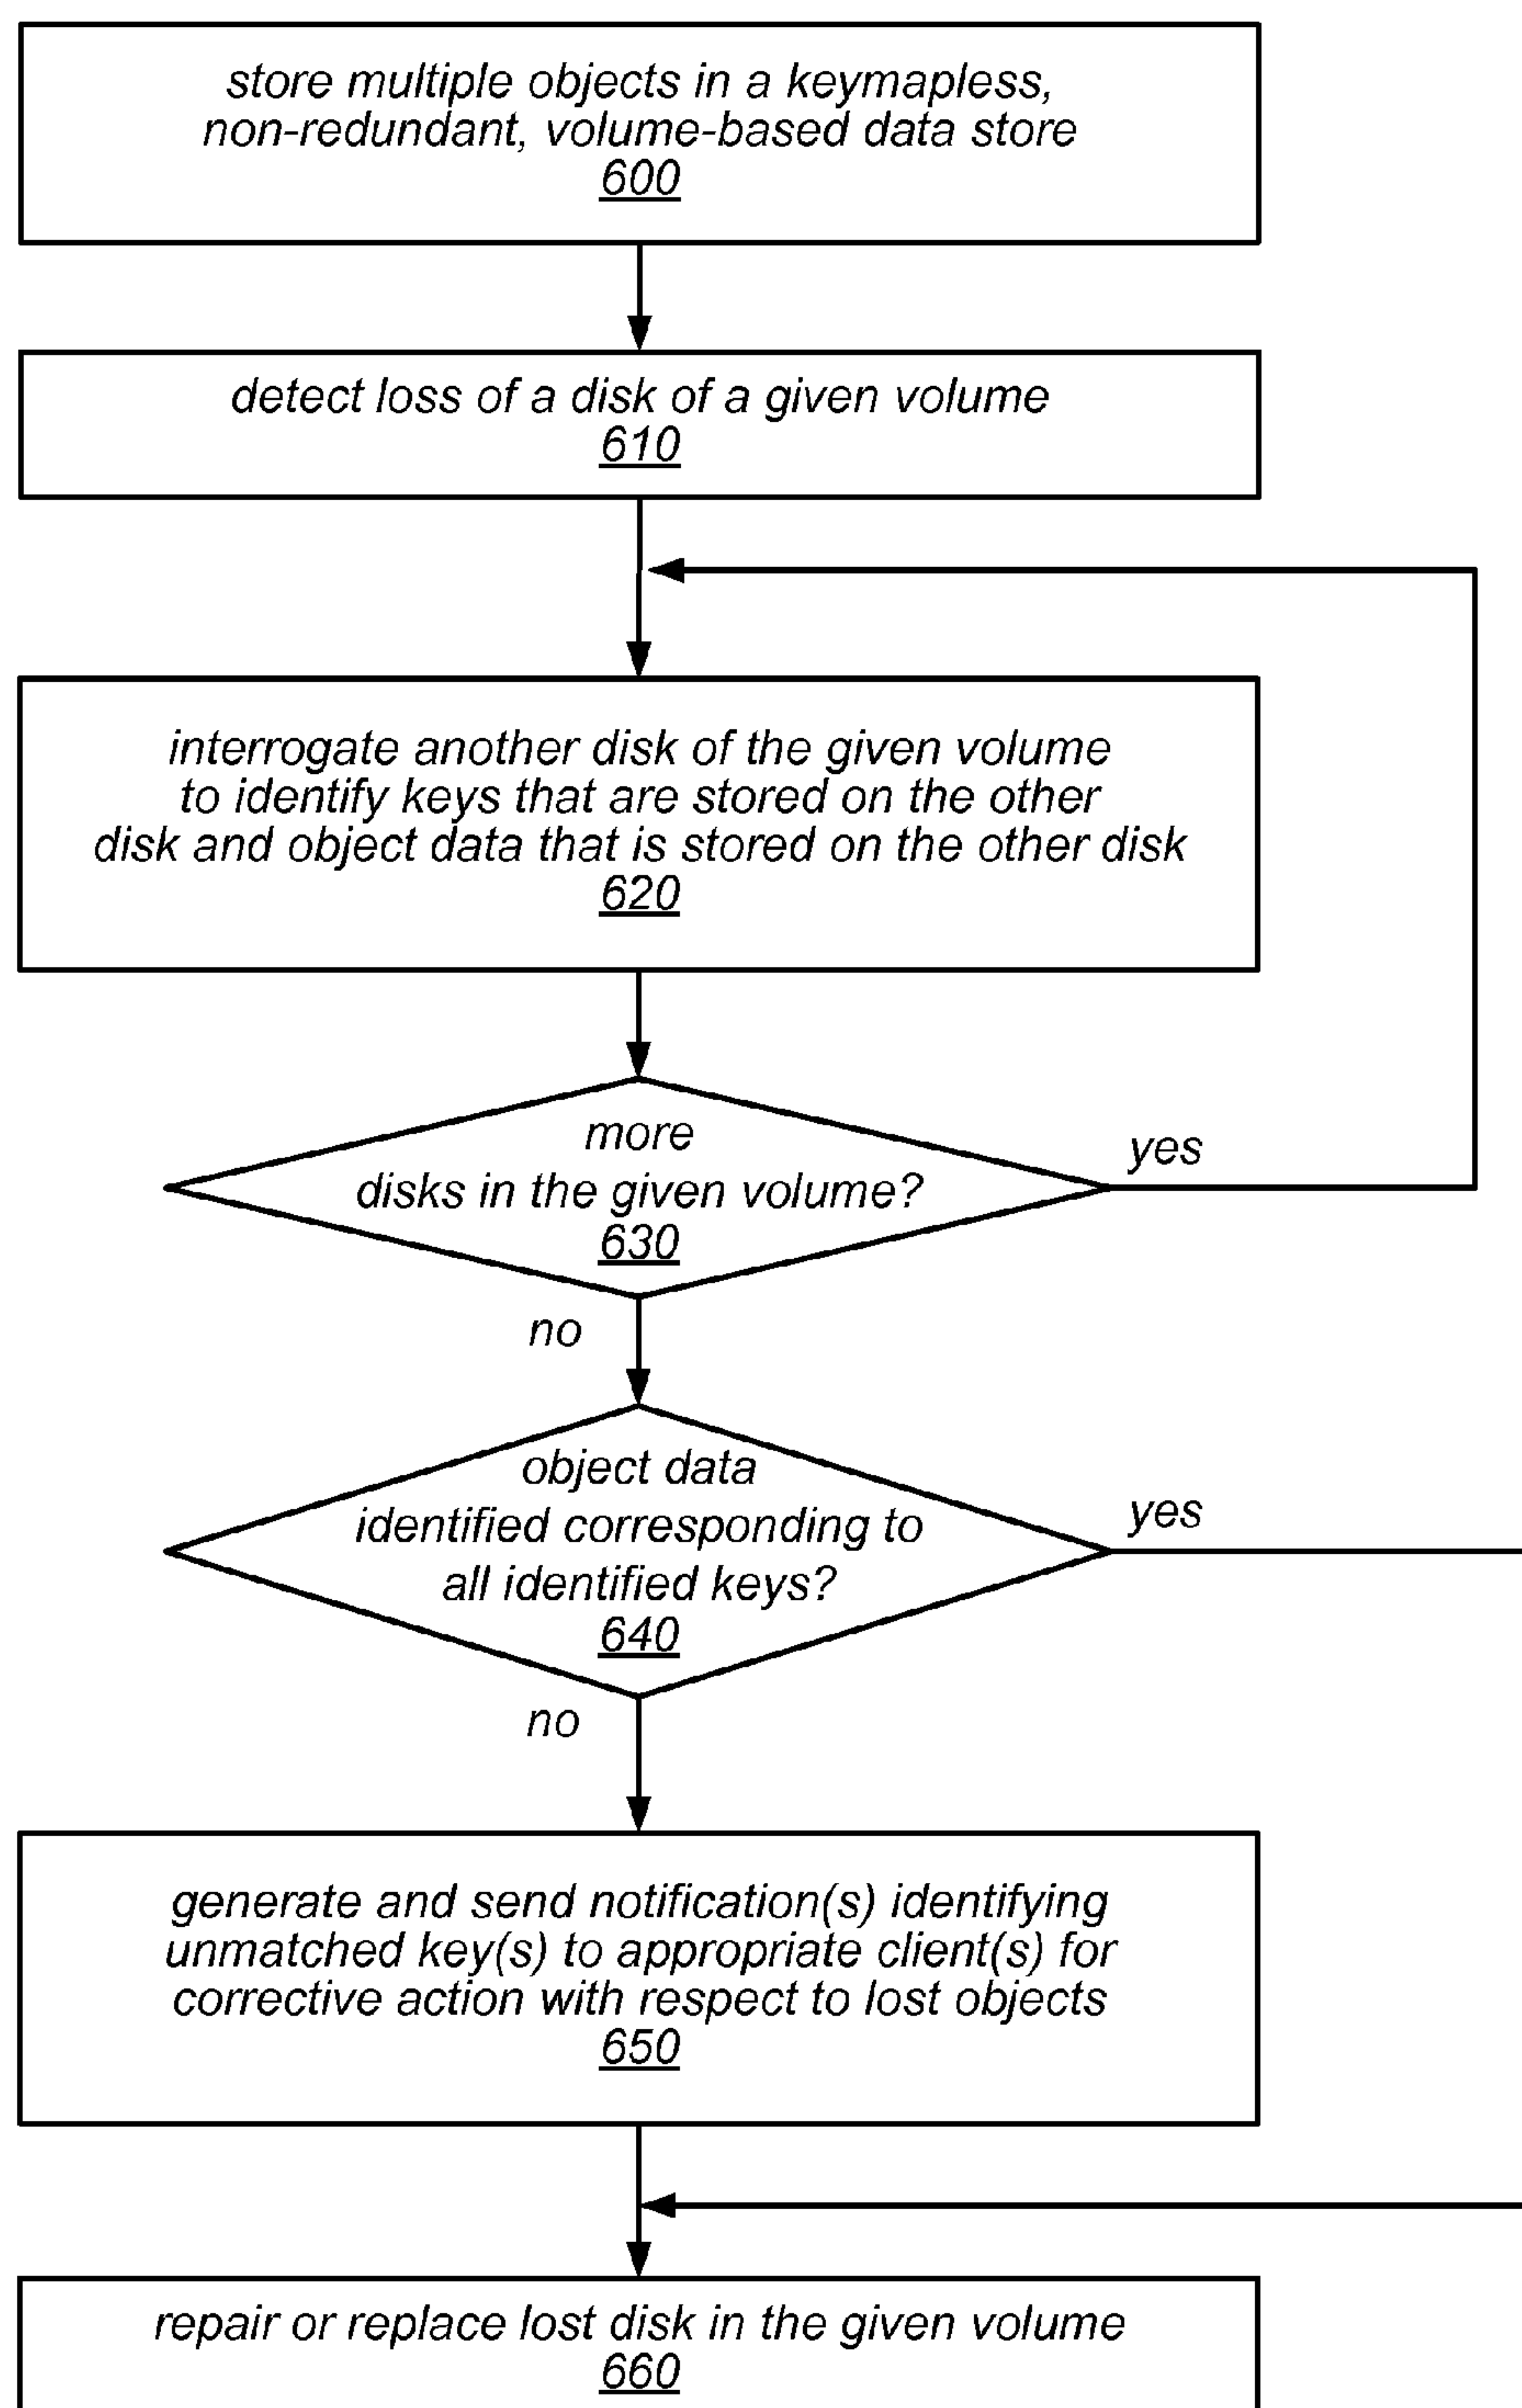 store multiple objects in a keymapless,
non-redundant, volume-based data store
600
detect loss of a disk of a given volume
610
interrogate another disk of the given volume
to identify keys that are stored on the other
disk and object data that is stored on the other disk
620
more
disks in the given volume?
630
yes
no
object data
identified corresponding to
all identified keys?
640
yes
no
generate and send notification(s) identifying
unmatched key(s) to appropriate client(s) for
corrective action with respect to lost objects
650
repair or replace lost disk in the given volume
660